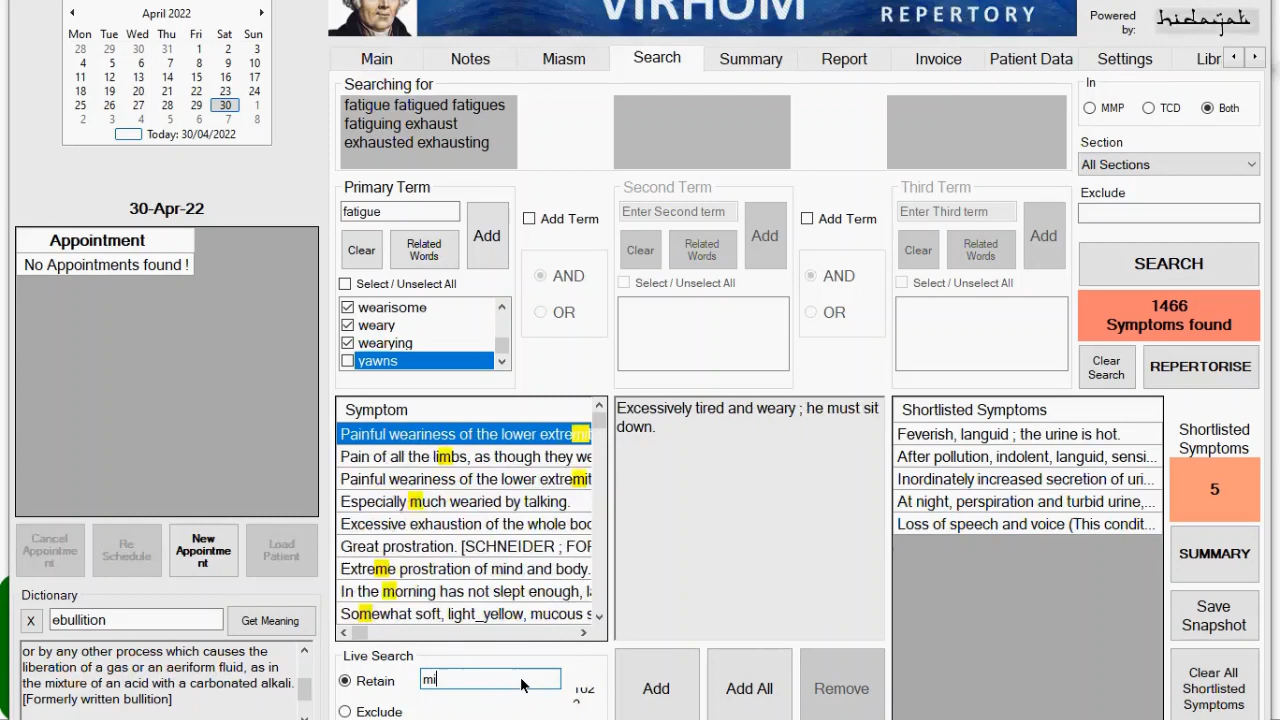 April 2022
Mon Tue Wed Thu Fri Sat Sun
28 29 30 31 1 2 3
4 5 6 7 8 9 10
11 12 13 14 15 16 17
18 19 20 21 22 23 24
25 26 27 28 29 30 1
2 3 4 5 6 7 8
Today: 30/04/2022
VIRHOM
REPERTORY
Powered
by:
hidayah
Main Notes Miasm Search Summary Report Invoice Patient Data Settings Libr
30-Apr-22
Appointment
No Appointments found !
Cancel
Appointme
nt
Re
Schedule
New
Appointme
nt
Load
Patient
Dictionary
X
ebullition
Get Meaning
or by any other process which causes the
liberation of a gas or an aeriform fluid, as in
the mixture of an acid with a carbonated alkali.
[Formerly written bullition]
Searching for
fatigue fatigued fatigues
fatiguing exhaust
exhausted exhausting
Primary Term
fatigue
Clear
Related
Words
Add
Select / Unselect All
wearisome
weary
wearying
yawns
Add Term
AND
OR
Second Term
Enter Second term
Clear
Related
Words
Add
Select / Unselect All
Add Term
AND
OR
Third Term
Enter Third term
Clear
Related
Words
Add
Select / Unselect All
In
MMP TCD Both
Section
All Sections
Exclude
SEARCH
1466
Symptoms found
Clear
Search
REPERTORISE
Symptom
Painful weariness of the lower extremit
Pain of all the limbs, as though they we
Painful weariness of the lower extremit
Especially much wearied by talking.
Excessive exhaustion of the whole boc
Great prostration. [SCHNEIDER ; FOF
Extreme prostration of mind and body.
In the morning has not slept enough, la
Somewhat soft, light_yellow, mucous s
Excessively tired and weary ; he must sit
down.
Shortlisted Symptoms
Feverish, languid ; the urine is hot.
After pollution, indolent, languid, sensi...
Inordinately increased secretion of uri...
At night, perspiration and turbid urine,...
Loss of speech and voice (This condit...
Shortlisted
Symptoms
5
SUMMARY
Save
Snapshot
Clear All
Shortlisted
Symptoms
Live Search
Retain
mi
Exclude
Add
Add All
Remove